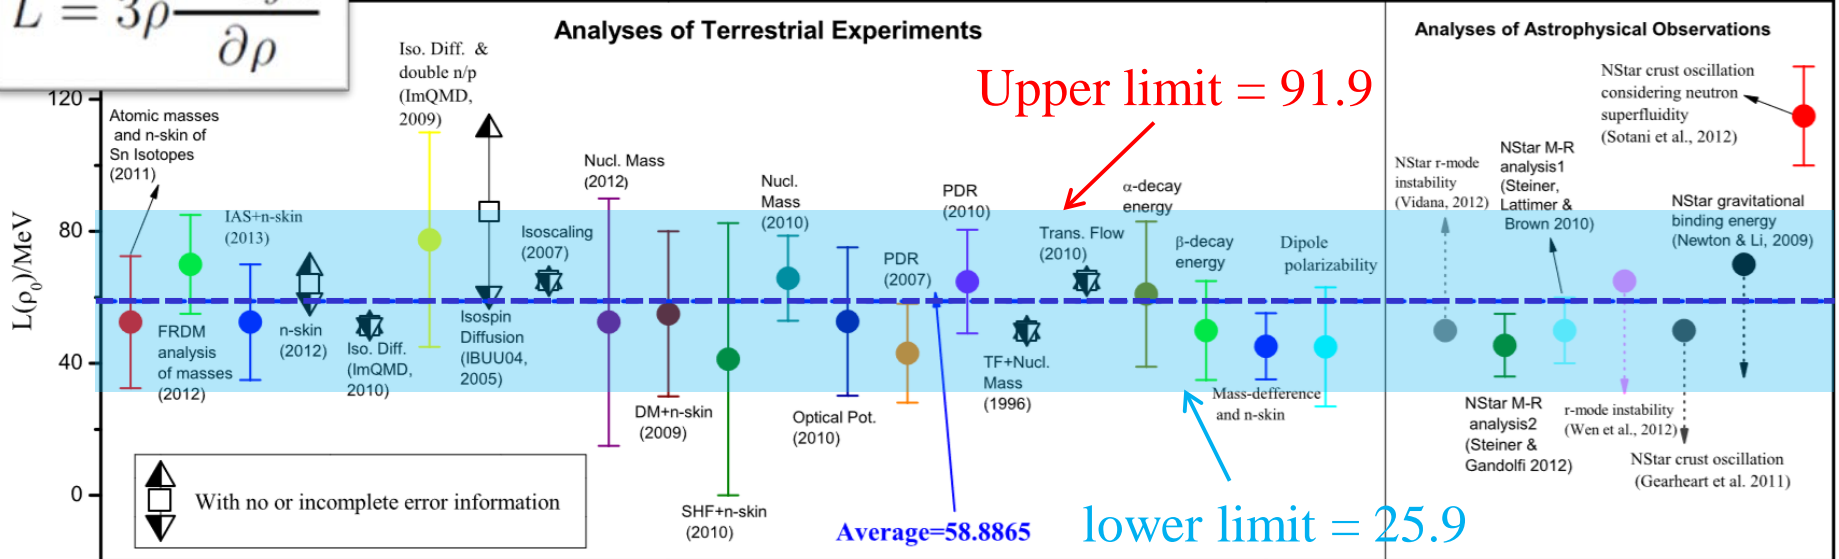 L = 3ρ
∂ρ
Analyses of Terrestrial Experiments
Analyses of Astrophysical Observations
Upper limit = 91.9
L(ρ₀)/MeV
120
80
40
0
Atomic masses
and n-skin of
Sn Isotopes
(2011)
FRDM
analysis
of masses
(2012)
IAS+n-skin
(2013)
n-skin
(2012)
Iso. Diff.
(ImQMD,
2010)
Iso. Diff. &
double n/p
(ImQMD,
2009)
Isospin
Diffusion
(IBUU04,
2005)
Isoscaling
(2007)
Nucl. Mass
(2012)
DM+n-skin
(2009)
SHF+n-skin
(2010)
Nucl.
Mass
(2010)
Optical Pot.
(2010)
PDR
(2007)
PDR
(2010)
TF+Nucl.
Mass
(1996)
Trans. Flow
(2010)
α-decay
energy
β-decay
energy
Mass-defference
and n-skin
Dipole
polarizability
NStar r-mode
instability
(Vidana, 2012)
NStar M-R
analysis2
(Steiner &
Gandolfi 2012)
NStar M-R
analysis1
(Steiner,
Lattimer &
Brown 2010)
r-mode instability
(Wen et al., 2012)
NStar crust oscillation
(Gearheart et al. 2011)
NStar gravitational
binding energy
(Newton & Li, 2009)
NStar crust oscillation
considering neutron
superfluidity
(Sotani et al., 2012)
With no or incomplete error information
Average=58.8865
lower limit = 25.9